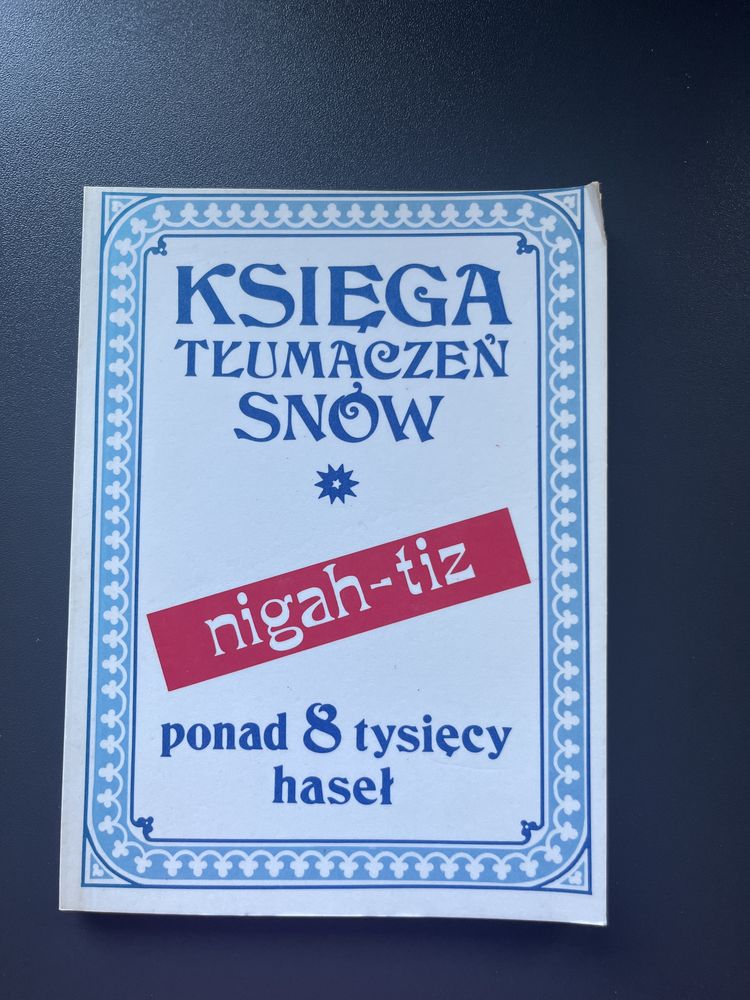 KSIĘGA
TŁUMACZEŃ
SNÓW
nigah-tiz
ponad 8 tysięcy
haseł